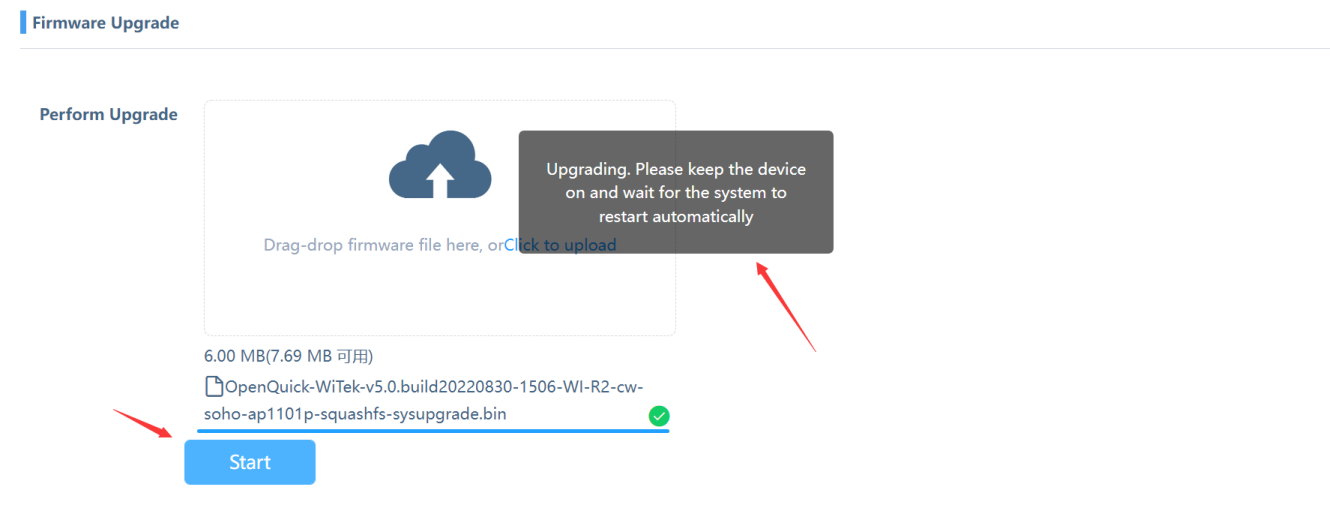 Firmware Upgrade
Perform Upgrade
Upgrading. Please keep the device
on and wait for the system to
restart automatically
Drag-drop firmware file here, orClick to upload
6.00 MB(7.69 MB 可用)
OpenQuick-WiTek-v5.0.build20220830-1506-WI-R2-cw-
soho-ap1101p-squashfs-sysupgrade.bin
Start